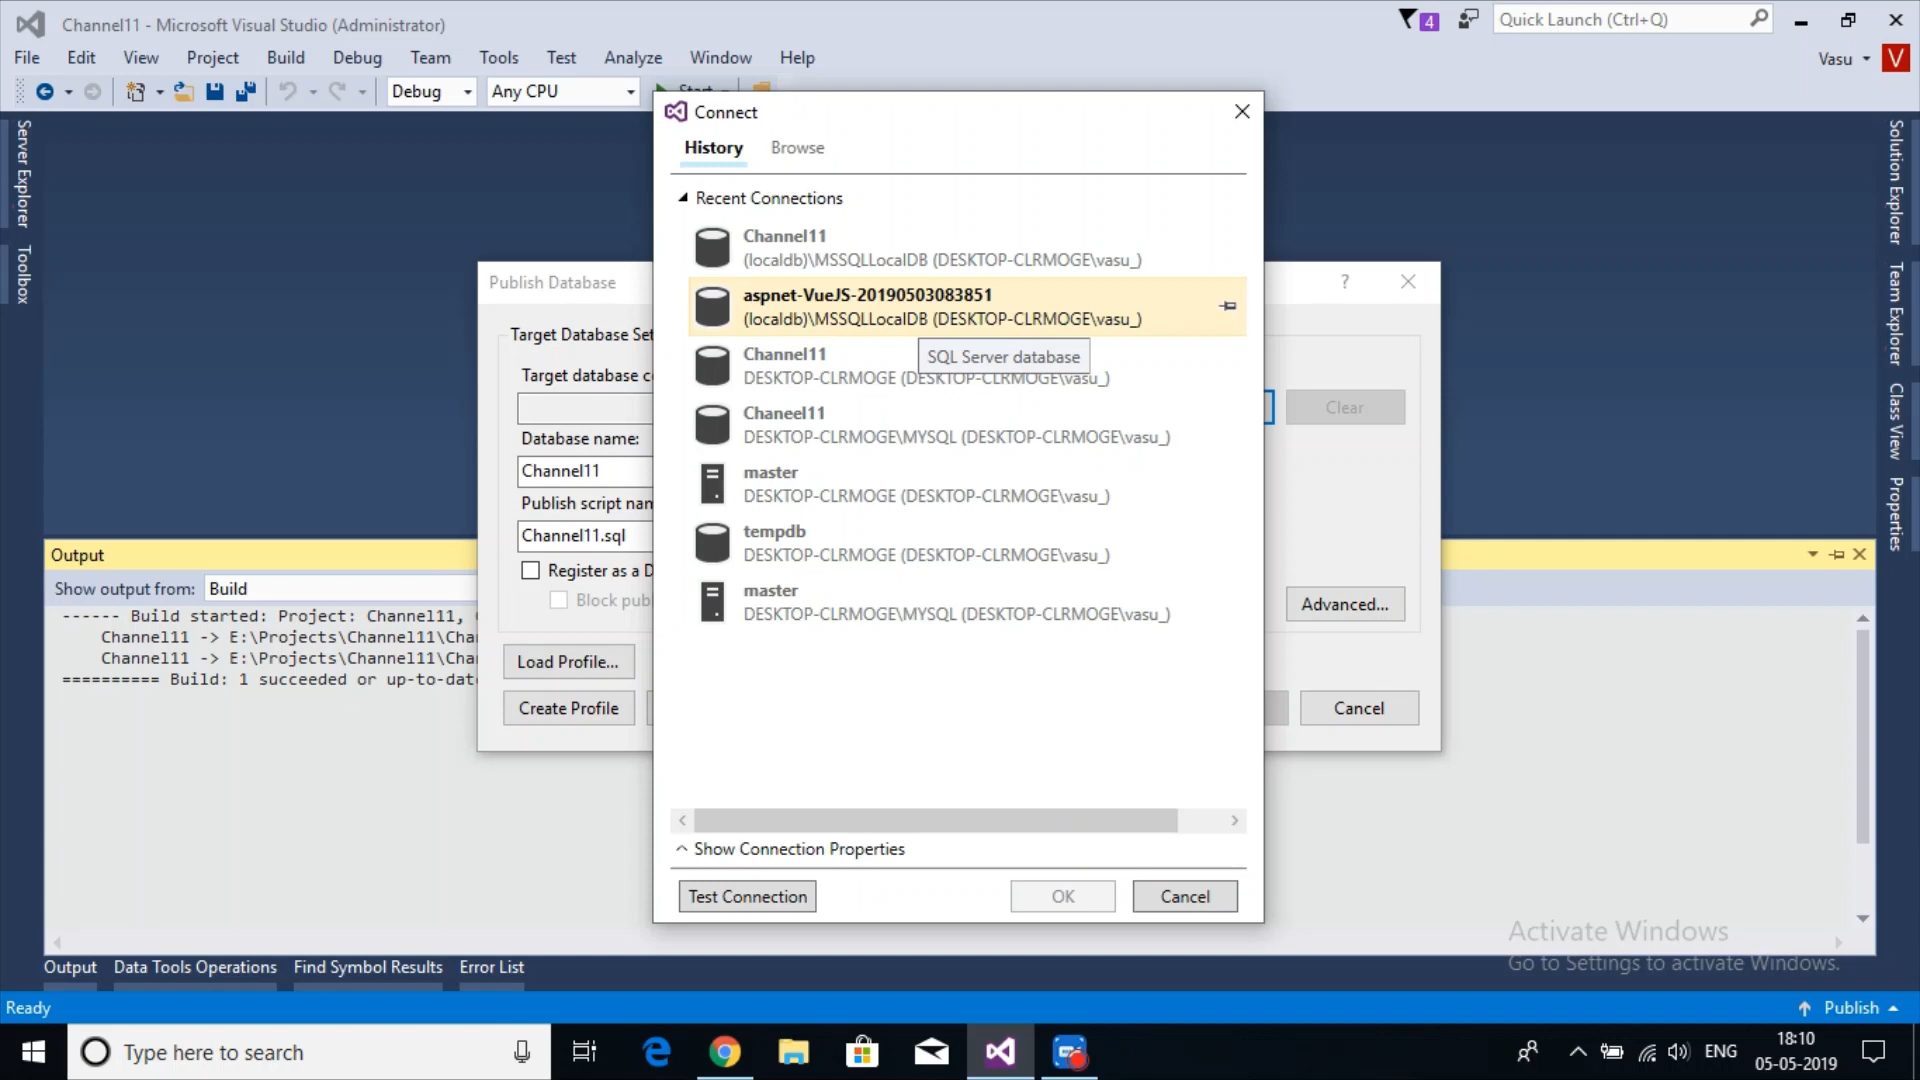 Channel11 - Microsoft Visual Studio (Administrator)
4
Quick Launch (Ctrl+Q)
File Edit View Project Build Debug Team Tools Test Analyze Window Help
Vasu
V
Debug
Any CPU
Server Explorer
Toolbox
Solution Explorer
Team Explorer
Class View
Properties
Connect
History Browse
Recent Connections
Channel11
(localdb)\MSSQLLocalDB (DESKTOP-CLRMOGE\vasu_)
aspnet-VueJS-20190503083851
(localdb)\MSSQLLocalDB (DESKTOP-CLRMOGE\vasu_)
SQL Server database
Channel11
DESKTOP-CLRMOGE (DESKTOP-CLRMOGE\vasu_)
Chaneel11
DESKTOP-CLRMOGE\MYSQL (DESKTOP-CLRMOGE\vasu_)
master
DESKTOP-CLRMOGE (DESKTOP-CLRMOGE\vasu_)
tempdb
DESKTOP-CLRMOGE (DESKTOP-CLRMOGE\vasu_)
master
DESKTOP-CLRMOGE\MYSQL (DESKTOP-CLRMOGE\vasu_)
Show Connection Properties
Test Connection
OK
Cancel
Publish Database
?
Target Database Set
Target database c
Clear
Database name:
Channel11
Publish script nam
Channel11.sql
Register as a D
Block publ
Advanced...
Load Profile...
Create Profile
Cancel
Output
Show output from: Build
------ Build started: Project: Channel11,
Channel11 -> E:\Projects\Channel11\Cha
Channel11 -> E:\Projects\Channel11\Cha
========== Build: 1 succeeded or up-to-dat
Activate Windows
Go to Settings to activate Windows.
Output Data Tools Operations Find Symbol Results Error List
Ready
Publish
Type here to search
ENG
18:10
05-05-2019